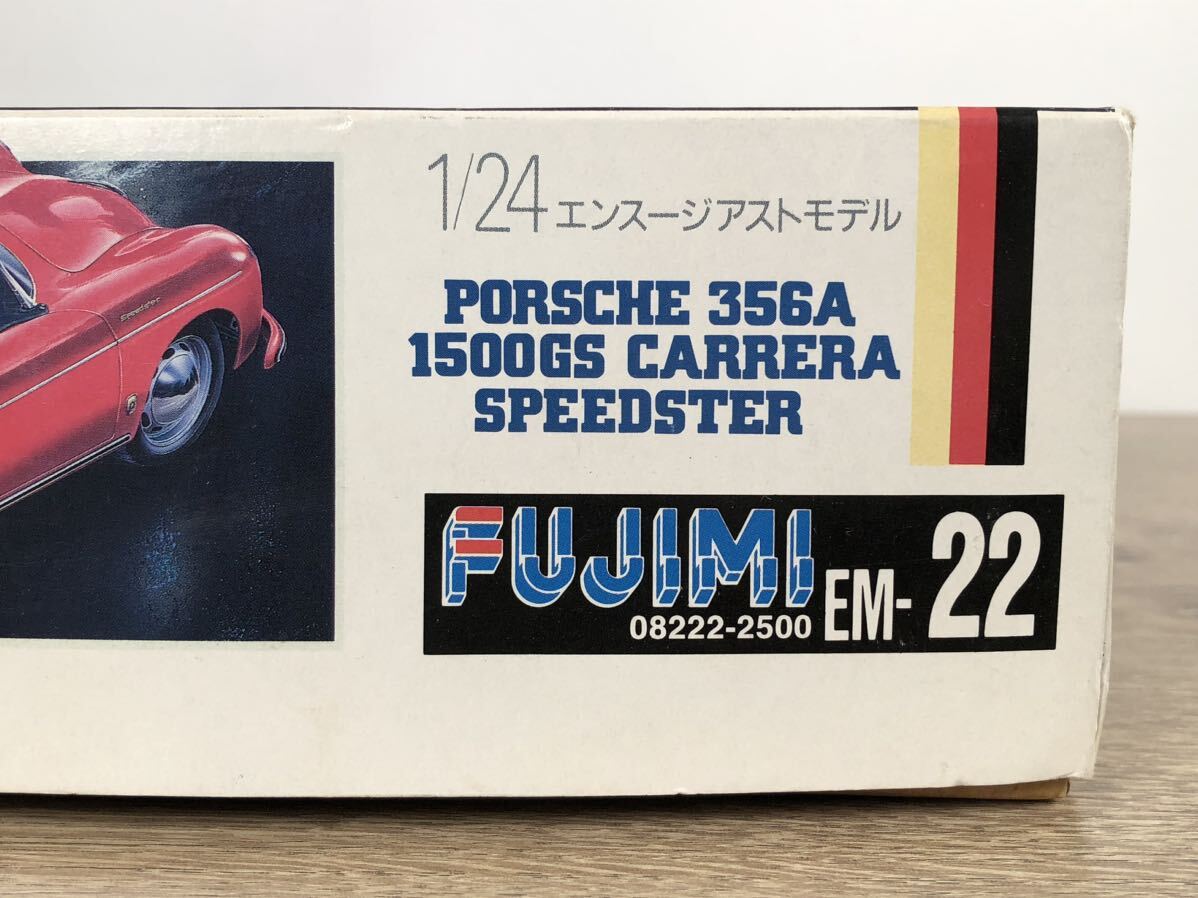 1/24 エンスージアストモデル
PORSCHE 356A
1500GS CARRERA
SPEEDSTER
FUJIMI EM-22
08222-2500
Speedster